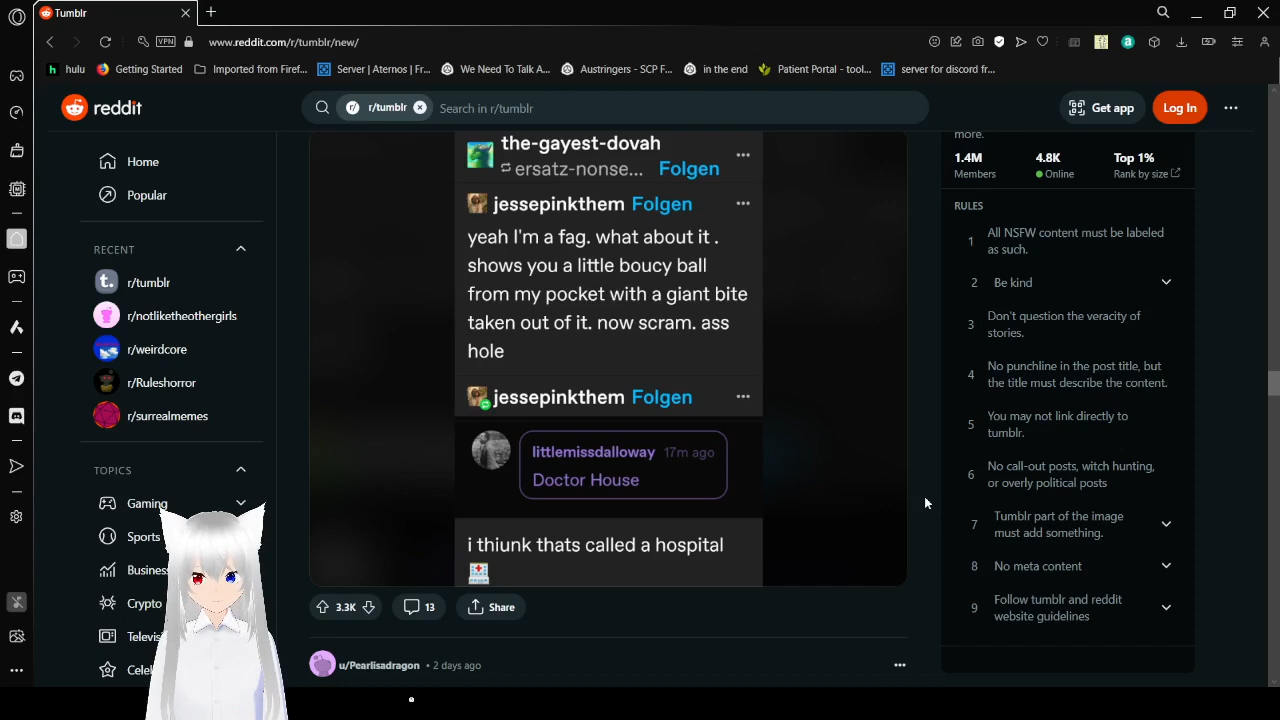 Tumblr
VPN
www.reddit.com/r/tumblr/new/
h hulu
Getting Started
Imported from Firef...
Server | Aternos | Fr...
We Need To Talk A...
Austringers - SCP F...
in the end
Patient Portal - tool...
server for discord fr...
reddit
r/ r/tumblr
Search in r/tumblr
Get app
Log In
Home
Popular
RECENT
r/tumblr
r/notliketheothergirls
r/weirdcore
r/Ruleshorror
r/surrealmemes
TOPICS
Gaming
Sports
Busines
Crypto
Televis
Celeb
the-gayest-dovah
ersatz-nonse... Folgen
jessepinkthem Folgen
yeah I'm a fag. what about it .
shows you a little boucy ball
from my pocket with a giant bite
taken out of it. now scram. ass
hole
jessepinkthem Folgen
littlemissdalloway 17m ago
Doctor House
i thiunk thats called a hospital
3.3K
13
Share
u/Pearlisadragon • 2 days ago
more.
1.4M 4.8K Top 1%
Members Online Rank by size
RULES
1 All NSFW content must be labeled
as such.
2 Be kind
3 Don't question the veracity of
stories.
4 No punchline in the post title, but
the title must describe the content.
5 You may not link directly to
tumblr.
6 No call-out posts, witch hunting,
or overly political posts
7 Tumblr part of the image
must add something.
8 No meta content
9 Follow tumblr and reddit
website guidelines